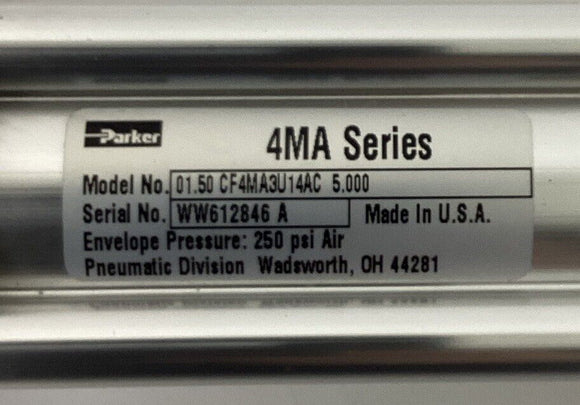 Parker
4MA Series
Model No. 01.50 CF4MA3U14AC 5.000
Serial No. WW612846 A Made In U.S.A.
Envelope Pressure: 250 psi Air
Pneumatic Division Wadsworth, OH 44281